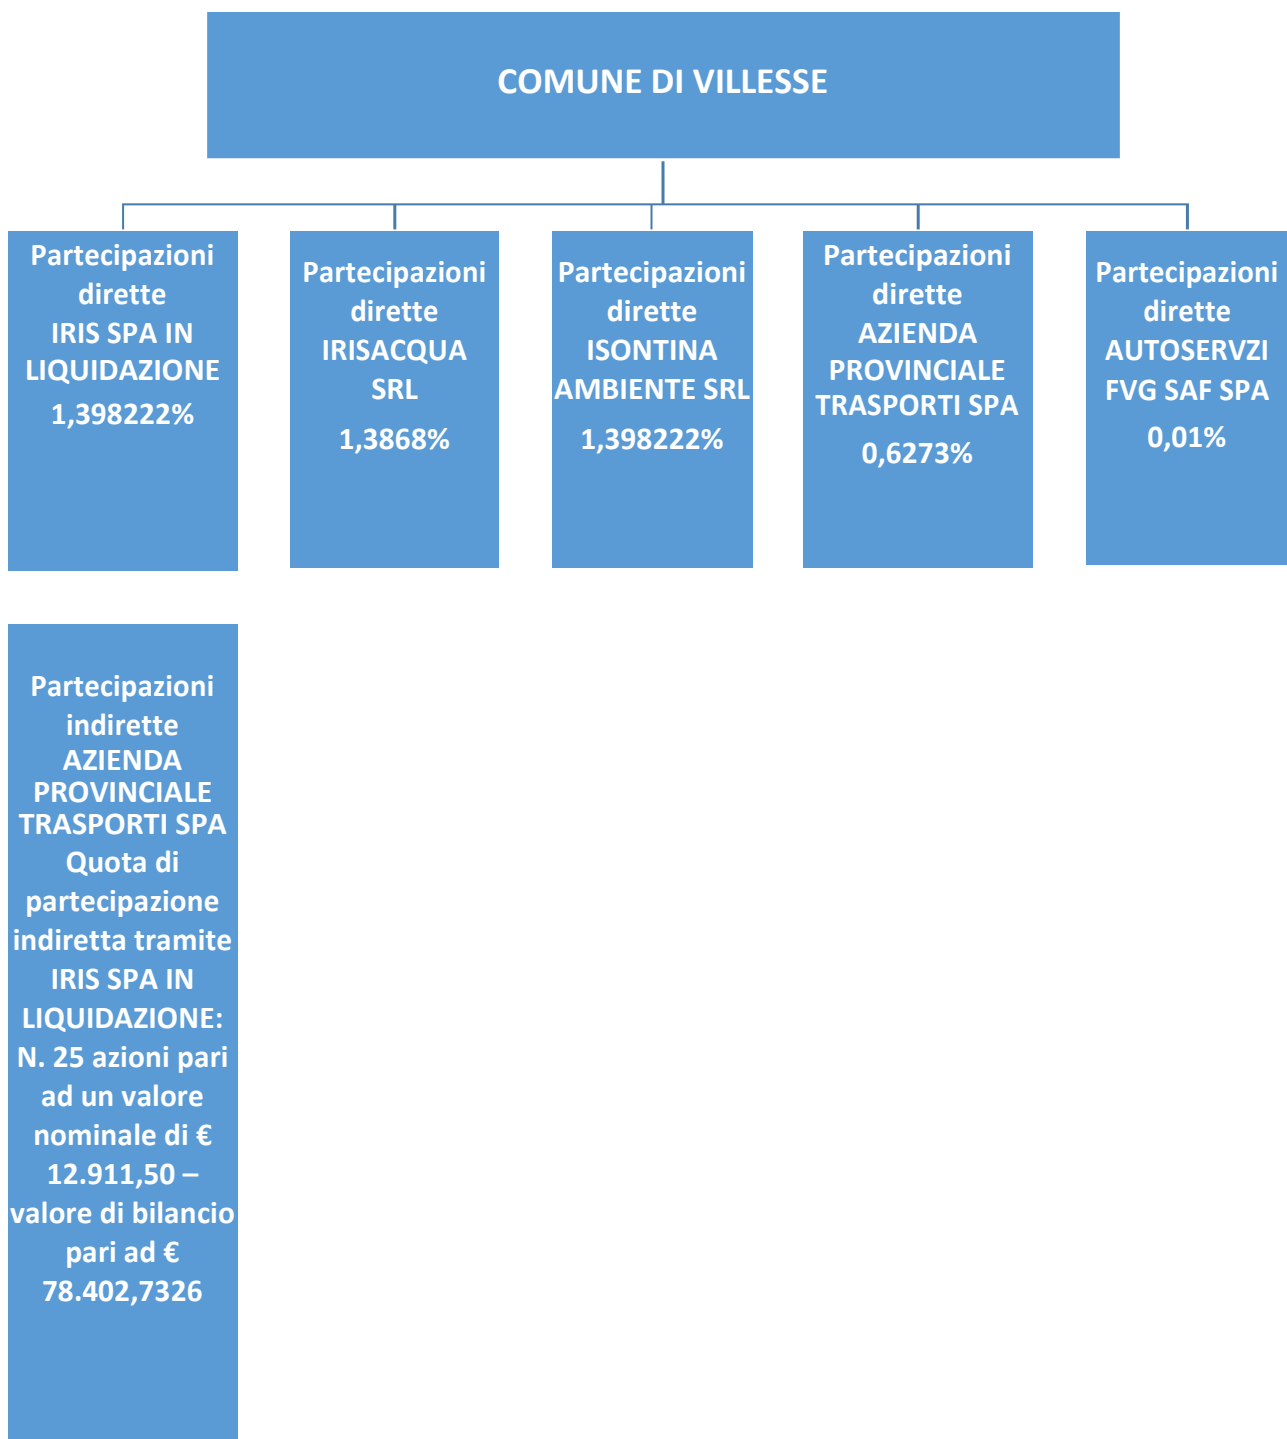 COMUNE DI VILLESSE
Partecipazioni
dirette
IRIS SPA IN
LIQUIDAZIONE
1,398222%
Partecipazioni
dirette
IRISACQUA
SRL
1,3868%
Partecipazioni
dirette
ISONTINA
AMBIENTE SRL
1,398222%
Partecipazioni
dirette
AZIENDA
PROVINCIALE
TRASPORTI SPA
0,6273%
Partecipazioni
dirette
AUTOSERVZI
FVG SAF SPA
0,01%
Partecipazioni
indirette
AZIENDA
PROVINCIALE
TRASPORTI SPA
Quota di
partecipazione
indiretta tramite
IRIS SPA IN
LIQUIDAZIONE:
N. 25 azioni pari
ad un valore
nominale di €
12.911,50 –
valore di bilancio
pari ad €
78.402,7326